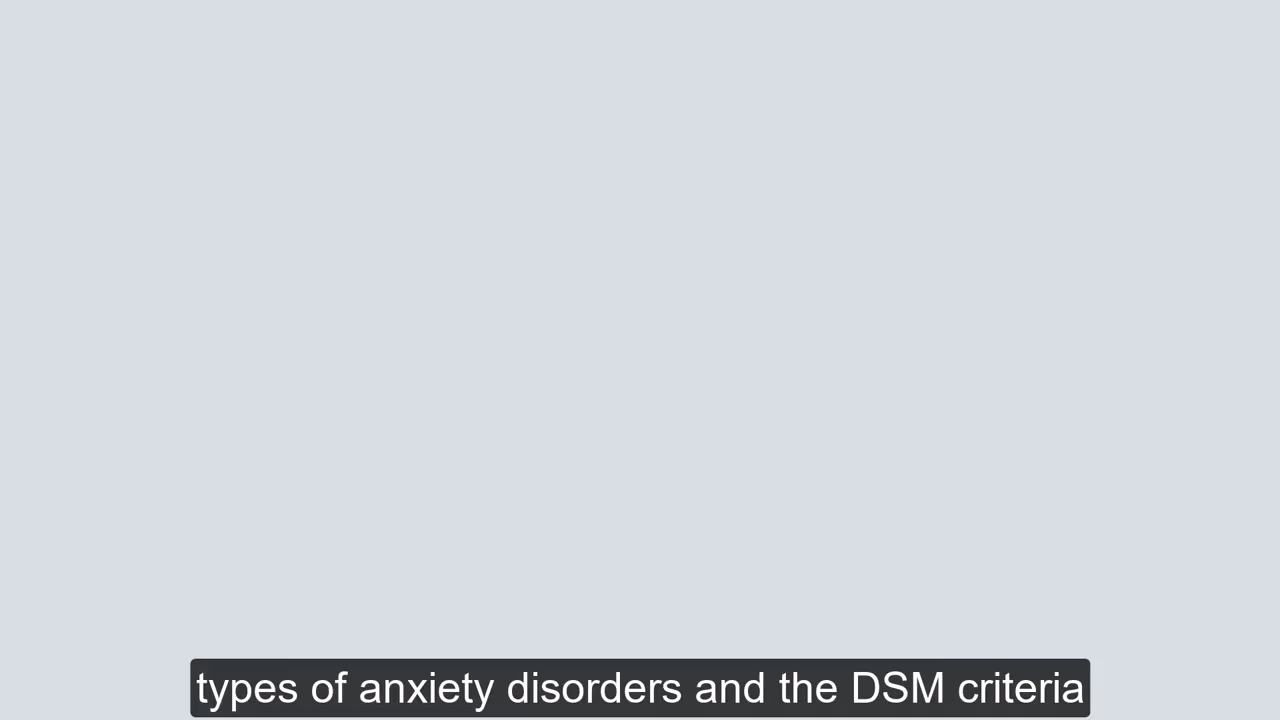 types of anxiety disorders and the DSM criteria